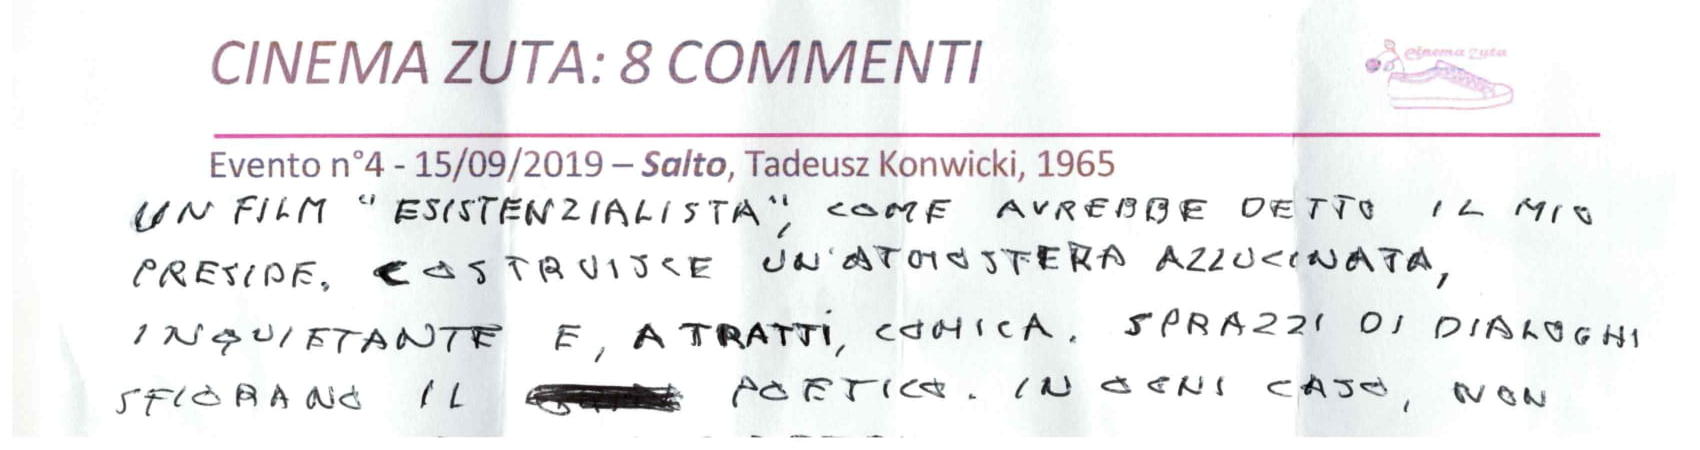 CINEMA ZUTA: 8 COMMENTI
cinema zuta
Evento n°4 - 15/09/2019 – Salto, Tadeusz Konwicki, 1965
UN FILM "ESISTENZIALISTA", COME AVREBBE DETTO IL MIO
PRESIDE. COSTRUISCE UN'ATMOSFERA ALLUCINATA,
INQUIETANTE E, A TRATTI, COMICA. SPRAZZI DI DIALOGHI
SFIORANO IL POETICO. IN OGNI CASO, NON